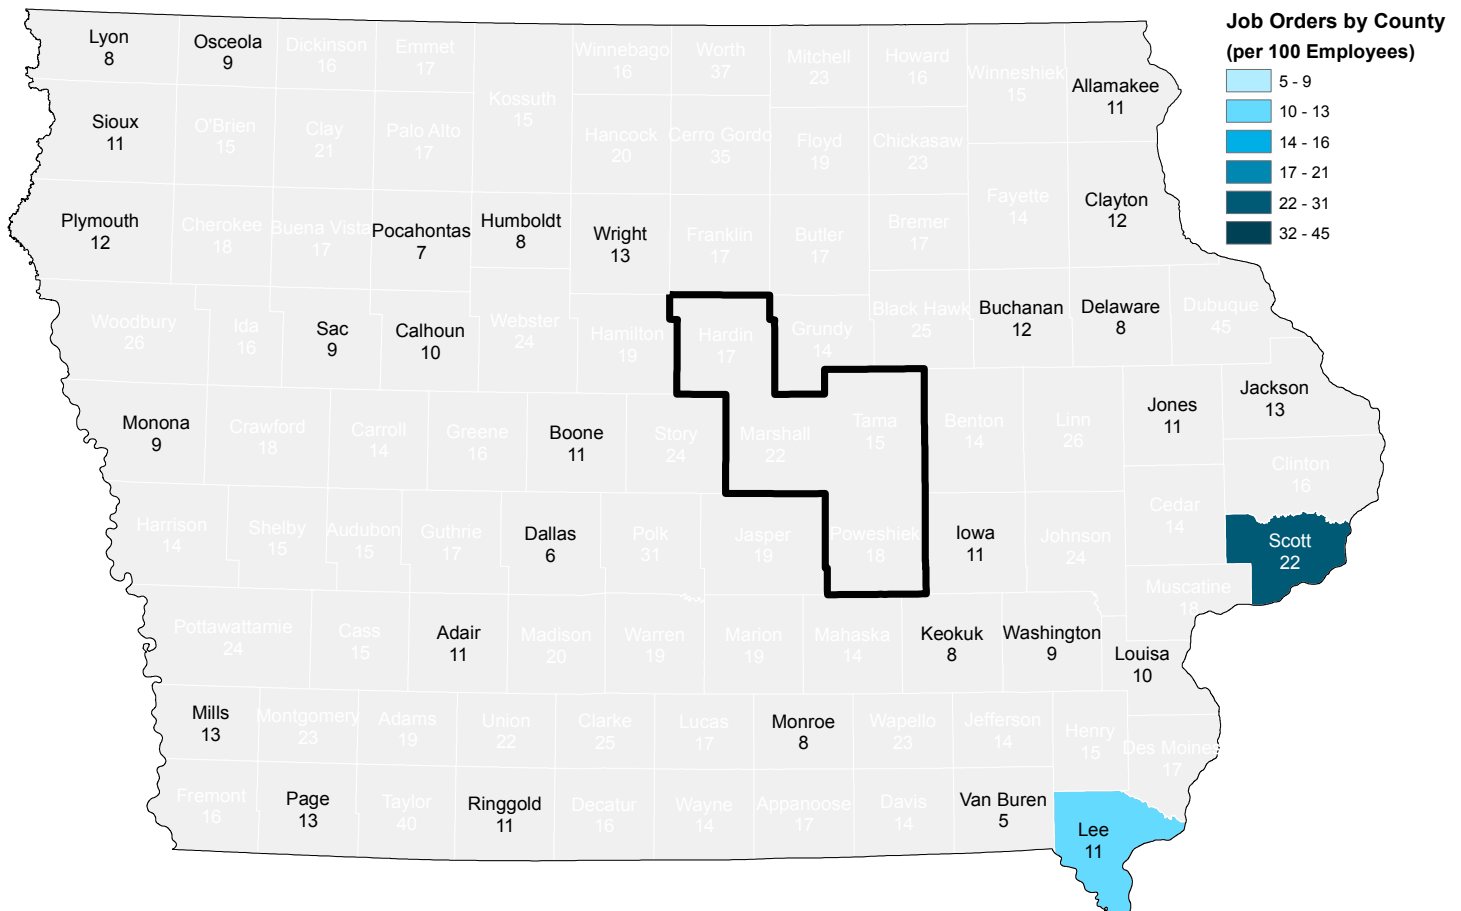 Job Orders by County
(per 100 Employees)
5 - 9
10 - 13
14 - 16
17 - 21
22 - 31
32 - 45
Lyon
8
Osceola
9
Dickinson
16
Emmet
17
Kossuth
15
Winnebago
16
Worth
37
Mitchell
23
Howard
16
Winneshiek
15
Allamakee
11
Sioux
11
O'Brien
15
Clay
21
Palo Alto
17
Hancock
20
Cerro Gordo
35
Floyd
19
Chickasaw
23
Plymouth
12
Cherokee
18
Buena Vista
17
Pocahontas
7
Humboldt
8
Wright
13
Franklin
17
Butler
17
Bremer
17
Fayette
14
Clayton
12
Woodbury
26
Ida
16
Sac
9
Calhoun
10
Webster
24
Hamilton
19
Hardin
17
Grundy
14
Black Hawk
25
Buchanan
12
Delaware
8
Dubuque
45
Monona
9
Crawford
18
Carroll
14
Greene
16
Boone
11
Story
24
Marshall
22
Tama
15
Benton
14
Linn
26
Jones
11
Jackson
13
Clinton
16
Harrison
14
Shelby
15
Audubon
15
Guthrie
17
Dallas
6
Polk
31
Jasper
19
Poweshiek
18
Iowa
11
Johnson
24
Cedar
14
Scott
22
Muscatine
18
Pottawattamie
24
Cass
15
Adair
11
Madison
20
Warren
19
Marion
19
Mahaska
14
Keokuk
8
Washington
9
Louisa
10
Mills
13
Montgomery
23
Adams
19
Union
22
Clarke
25
Lucas
17
Monroe
8
Wapello
23
Jefferson
14
Henry
15
Des Moines
17
Fremont
16
Page
13
Taylor
40
Ringgold
11
Decatur
16
Wayne
14
Appanoose
17
Davis
14
Van Buren
5
Lee
11